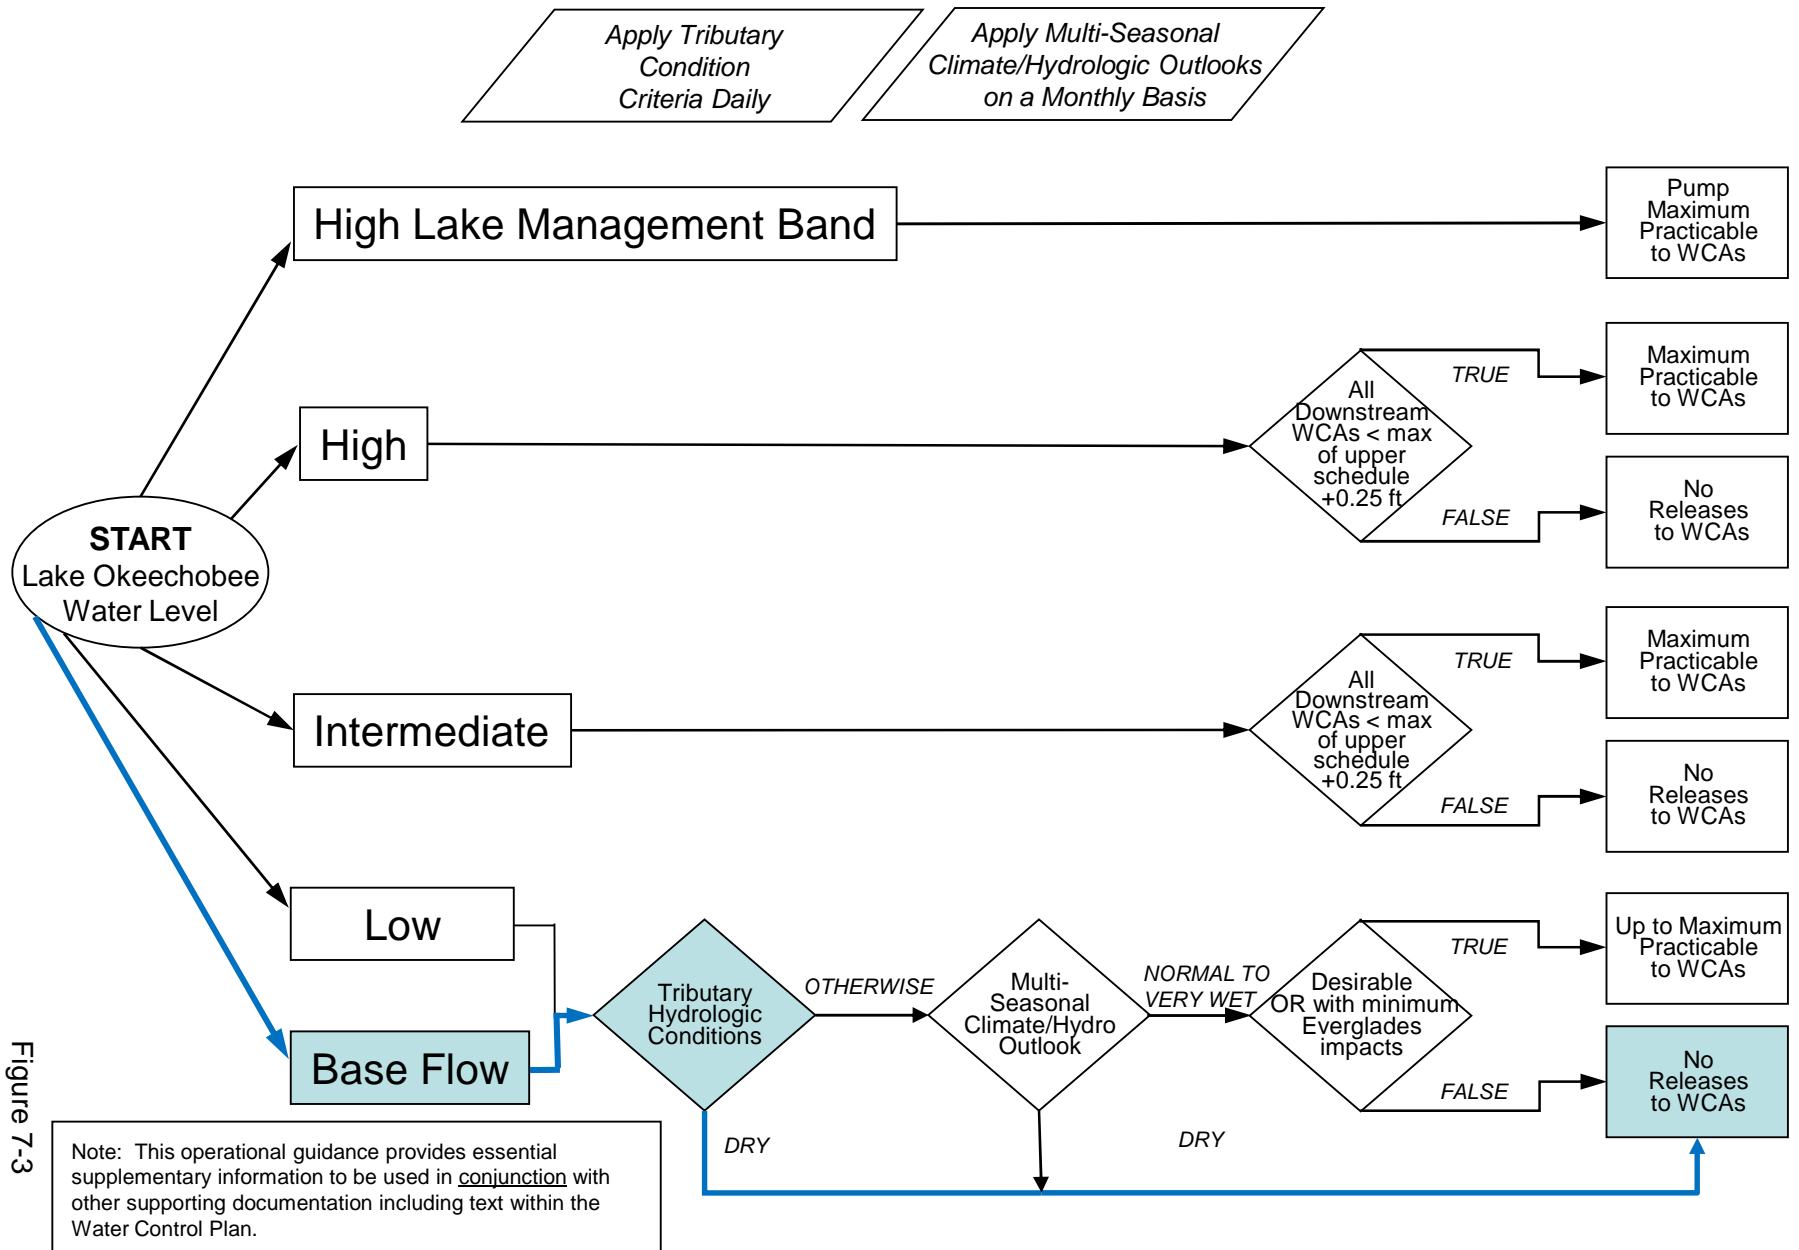 Apply Tributary
Condition
Criteria Daily
Apply Multi-Seasonal
Climate/Hydrologic Outlooks
on a Monthly Basis
High Lake Management Band
Pump
Maximum
Practicable
to WCAs
High
All
Downstream
WCAs < max
of upper
schedule
+0.25 ft
TRUE
Maximum
Practicable
to WCAs
FALSE
No
Releases
to WCAs
START
Lake Okeechobee
Water Level
Intermediate
All
Downstream
WCAs < max
of upper
schedule
+0.25 ft
TRUE
Maximum
Practicable
to WCAs
FALSE
No
Releases
to WCAs
Low
Base Flow
Tributary
Hydrologic
Conditions
OTHERWISE
Multi-
Seasonal
Climate/Hydro
Outlook
NORMAL TO
VERY WET
Desirable
OR with minimum
Everglades
impacts
TRUE
Up to Maximum
Practicable
to WCAs
FALSE
No
Releases
to WCAs
DRY
DRY
Figure 7-3
Note:  This operational guidance provides essential
supplementary information to be used in conjunction with
other supporting documentation including text within the
Water Control Plan.